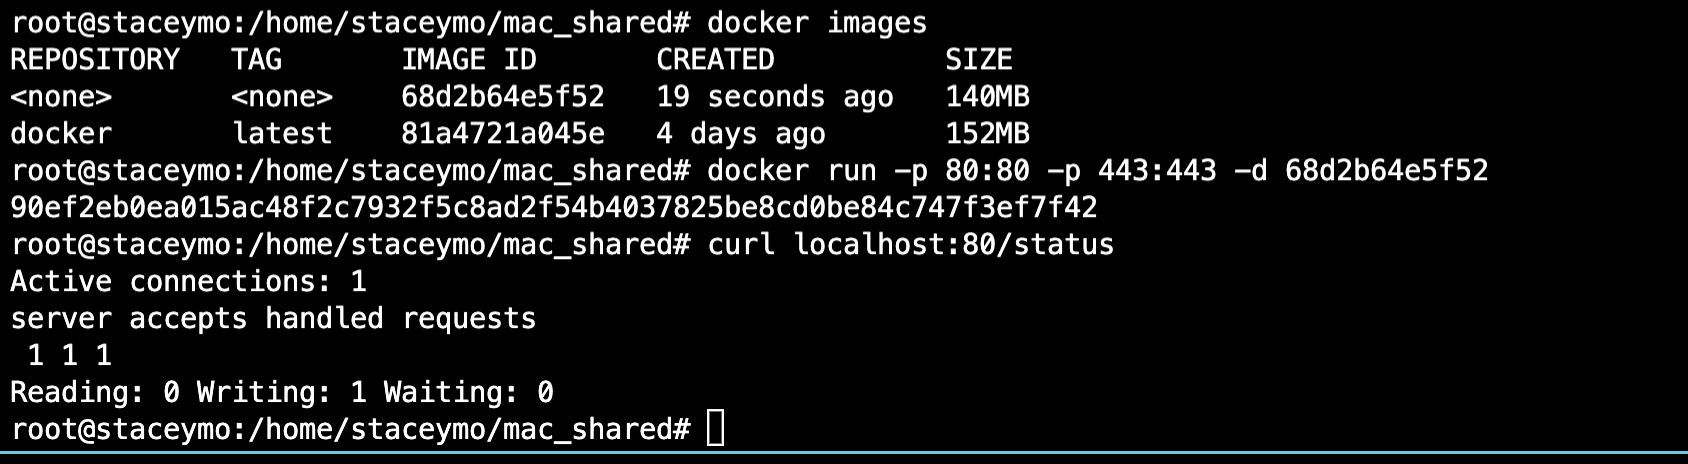 root@staceymo:/home/staceymo/mac_shared# docker images
REPOSITORY   TAG       IMAGE ID       CREATED          SIZE
<none>       <none>    68d2b64e5f52   19 seconds ago   140MB
docker       latest    81a4721a045e   4 days ago       152MB
root@staceymo:/home/staceymo/mac_shared# docker run -p 80:80 -p 443:443 -d 68d2b64e5f52
90ef2eb0ea015ac48f2c7932f5c8ad2f54b4037825be8cd0be84c747f3ef7f42
root@staceymo:/home/staceymo/mac_shared# curl localhost:80/status
Active connections: 1
server accepts handled requests
 1 1 1
Reading: 0 Writing: 1 Waiting: 0
root@staceymo:/home/staceymo/mac_shared#